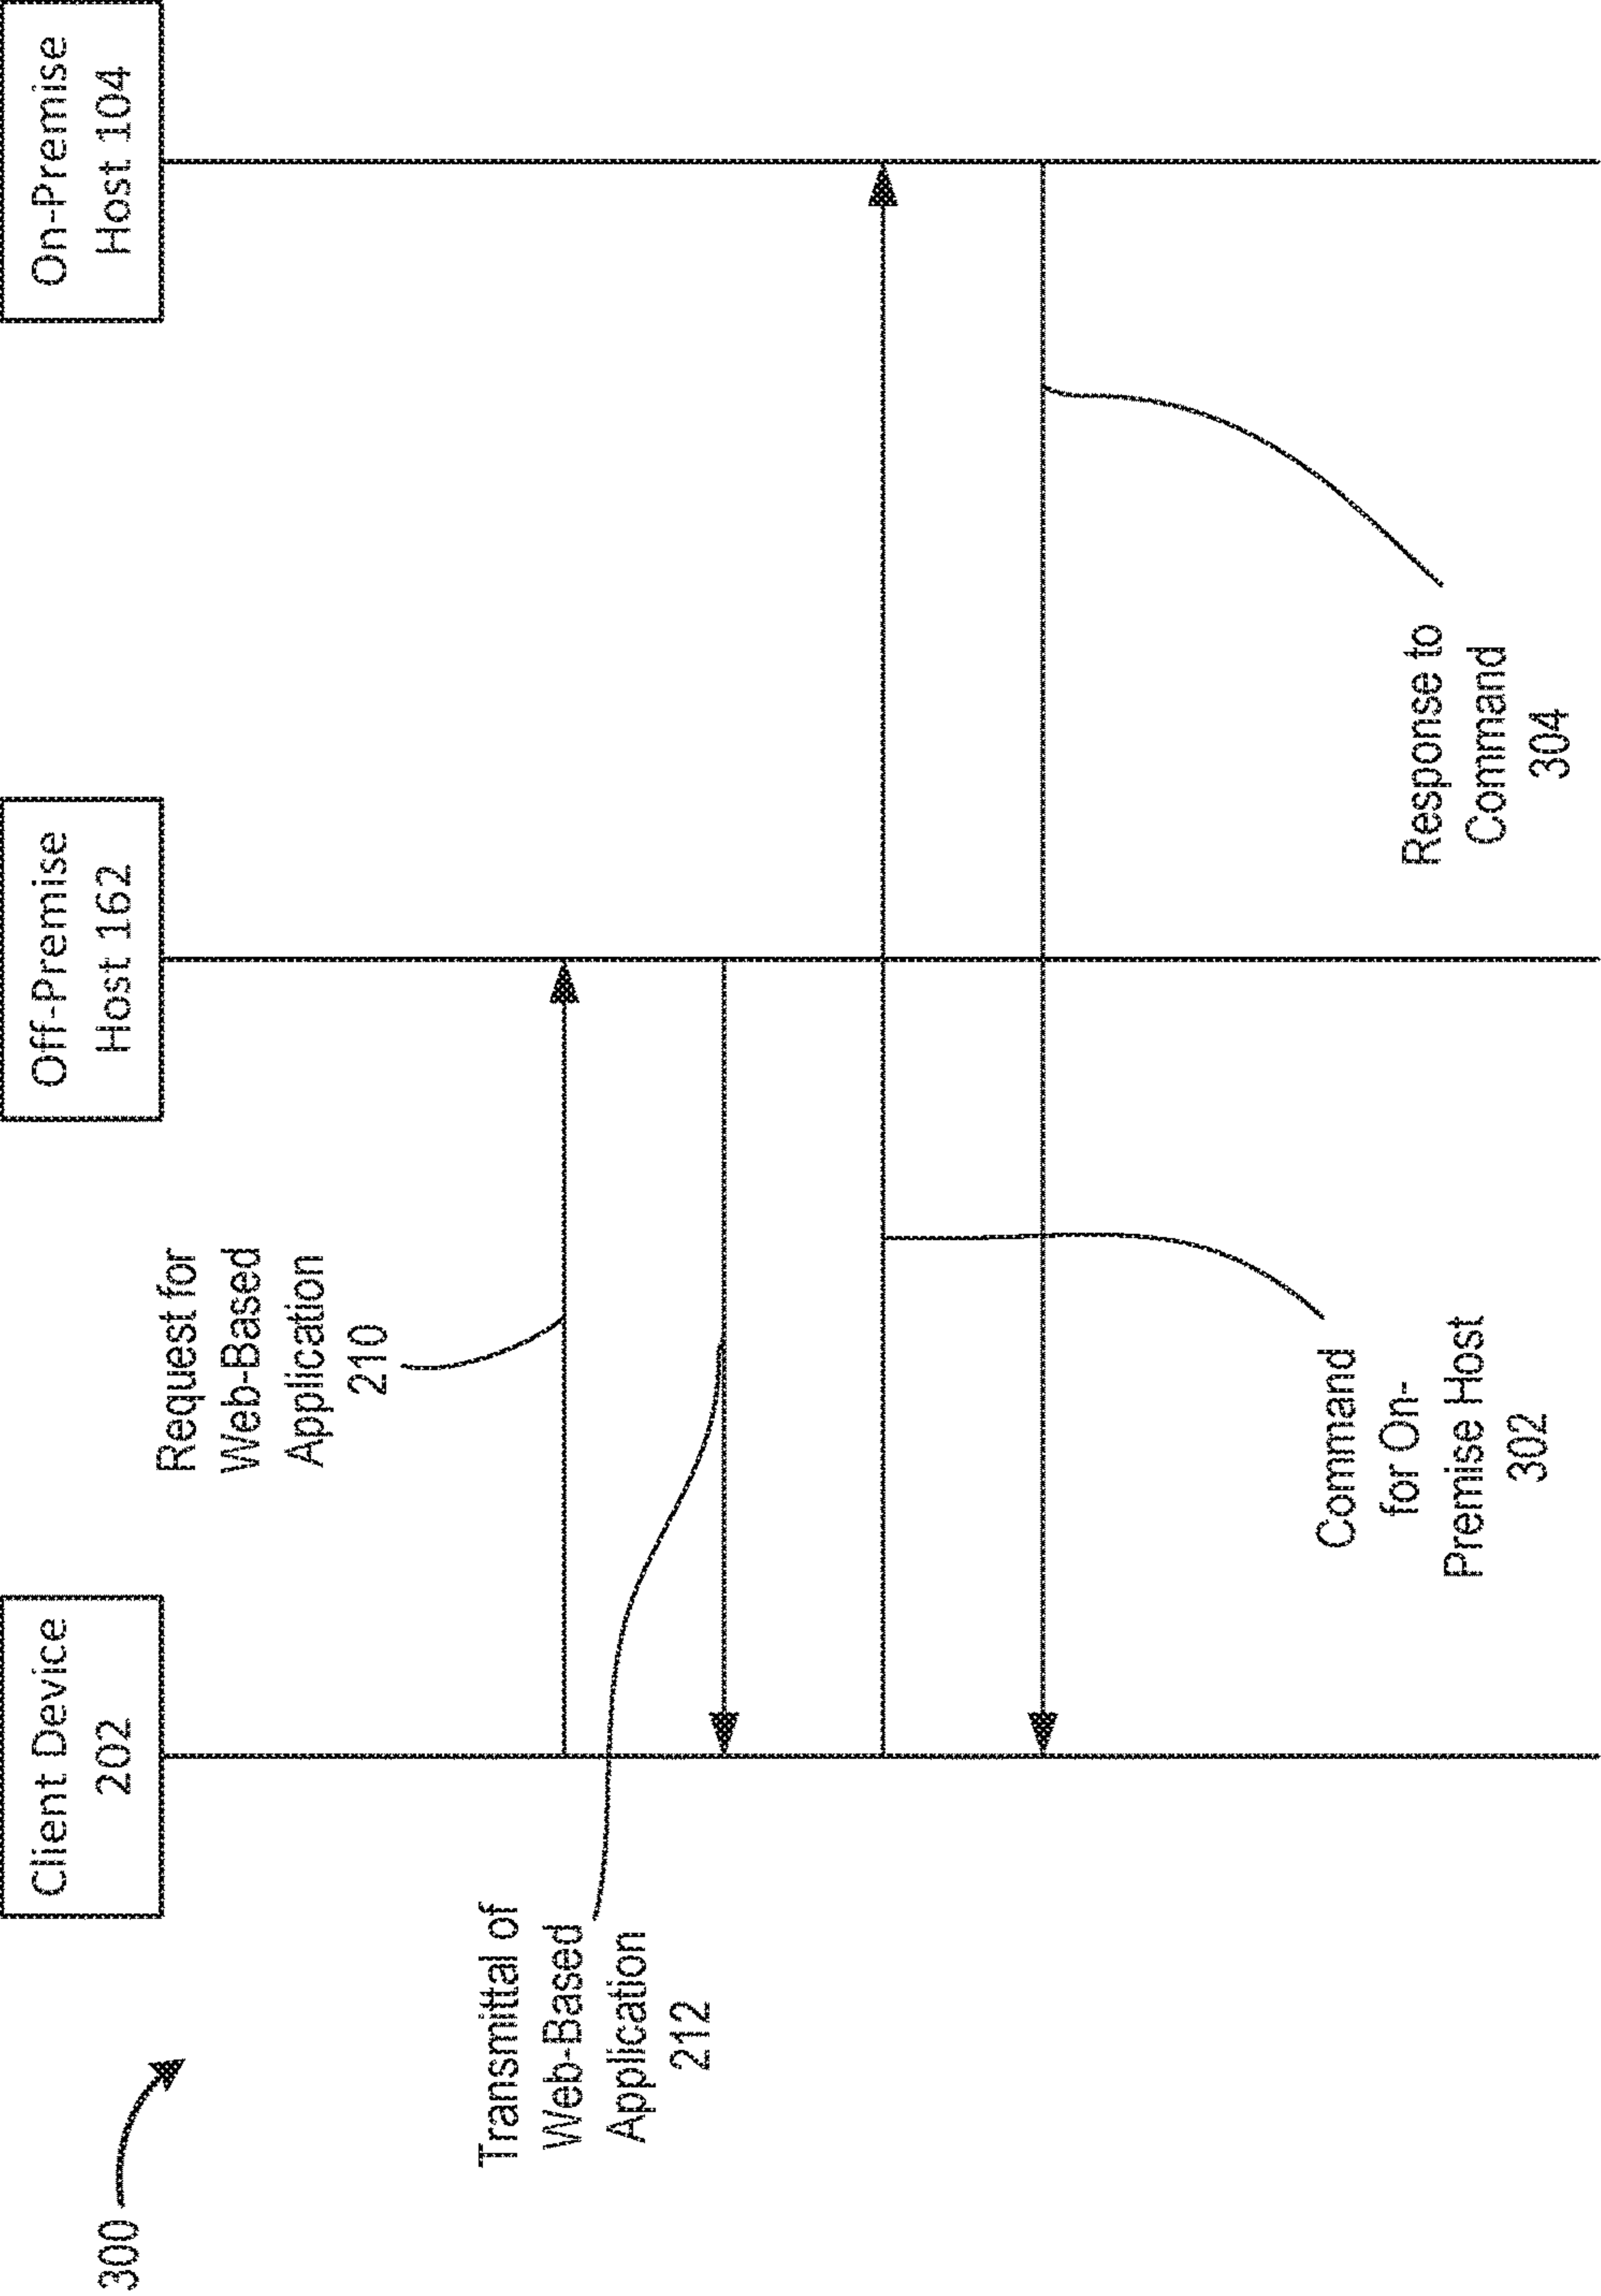 300
Client Device
202
Off-Premise
Host 162
On-Premise
Host 104
Request for
Web-Based
Application
210
Transmittal of
Web-Based
Application
212
Command
for On-
Premise Host
302
Response to
Command
304